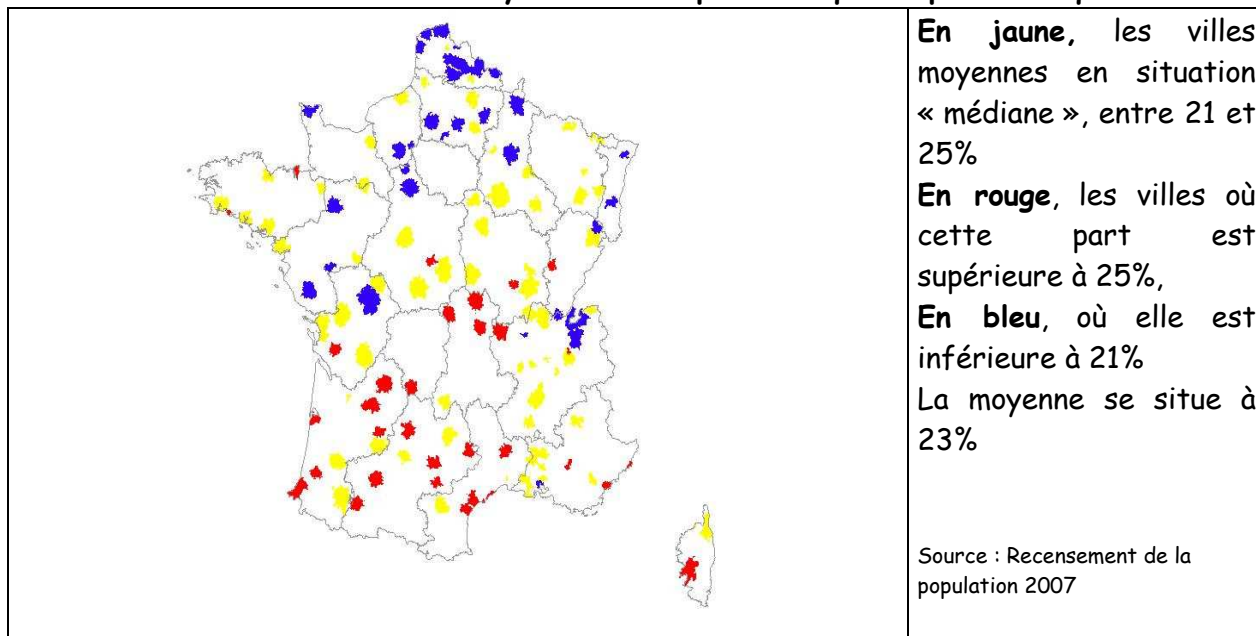 En jaune, les villes
moyennes en situation
« médiane », entre 21 et
25%
En rouge, les villes où
cette part est
supérieure à 25%,
En bleu, où elle est
inférieure à 21%
La moyenne se situe à
23%
Source : Recensement de la
population 2007